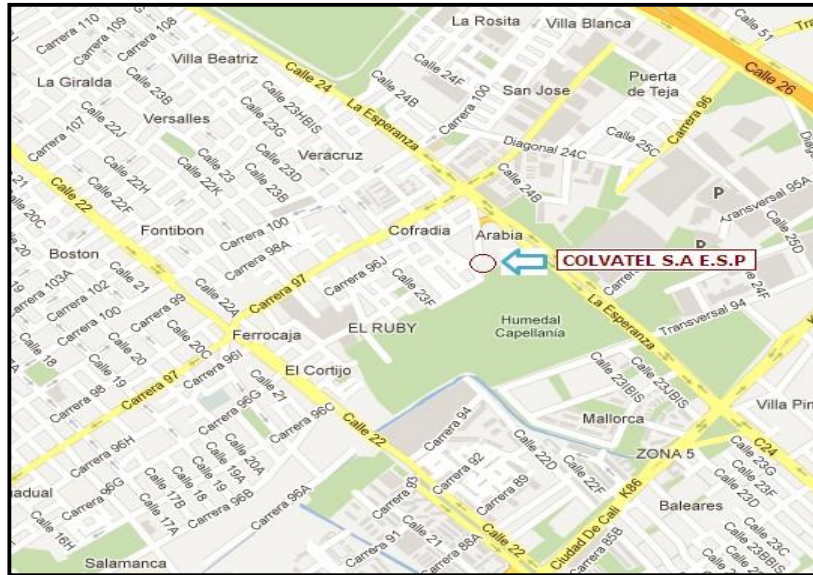 La Rosita
Villa Blanca
Calle 51
Carrera 110
Carrera 109
Calle 108
Villa Beatriz
Calle 24
Calle 24F
Calle 26
La Giralda
Calle 23B
Calle 24B
Carrera 100
San Jose
Puerta
de Teja
Carrera 96
Versalles
Calle 23HBIS
Calle 23G
La Esperanza
Carrera 107
Calle 22J
Calle 23
Calle 23D
Veracruz
Diagonal 24C
Calle 25C
Calle 22H
Calle 22K
Calle 23B
Calle 24B
P
Transversal 95A
Calle 22
Calle 22F
Carrera 100
Calle 20C
Fontibon
Carrera 98A
Cofradia
Arabia
Calle 25D
Boston
Carrera 96J
COLVATEL S.A E.S.P
Calle 24F
Carrera 103A
Carrera 102
Calle 21
Carrera 99
Calle 22A
Carrera 97
Calle 23F
La Esperanza
Transversal 94
Carrera 100
Calle 20
Calle 20C
Ferrocaja
EL RUBY
Humedal
Capellanía
Calle 18
Calle 19
Carrera 96I
El Cortijo
Calle 23IBIS
Calle 23JBIS
Carrera 98
Carrera 97
Carrera 96G
Calle 21
Carrera 96C
Calle 22
Carrera 94
Mallorca
Villa Pin
Carrera 96H
Calle 20A
Calle 22D
ZONA 5
C24
Carrera 96G
Calle 19A
Calle 19
Calle 18
Calle 17B
Calle 17A
Carrera 96B
Carrera 96A
Carrera 93
Carrera 92
Carrera 89
Calle 22F
K86
Calle 23G
Calle 23F
Calle 23D
Baleares
Calle 16H
Carrera 91
Calle 21
Carrera 88A
Calle 22
Ciudad De Cali
Carrera 85B
Calle 23C
Calle 23BBIS
Salamanca